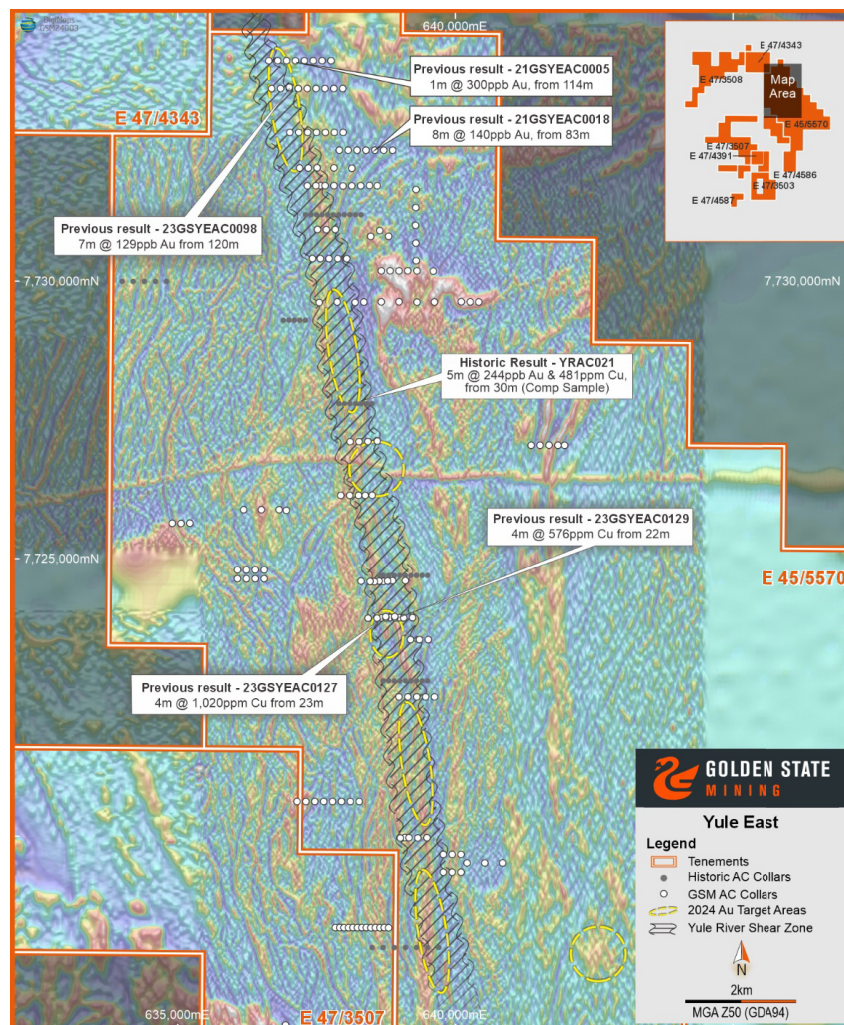 DigiMaps
GSM24003
640,000mE
E 47/4343
Previous result - 21GSYEAC0005
1m @ 300ppb Au, from 114m
Previous result - 21GSYEAC0018
8m @ 140ppb Au, from 83m
E 47/4343
E 47/3508
Map
Area
E 45/5570
E 47/3507
E 47/4391
E 47/4586
E 47/3503
E 47/4587
Previous result - 23GSYEAC0098
7m @ 129ppb Au from 120m
7,730,000mN
7,730,000mN
Historic Result - YRAC021
5m @ 244ppb Au & 481ppm Cu,
from 30m (Comp Sample)
Previous result - 23GSYEAC0129
4m @ 576ppm Cu from 22m
7,725,000mN
E 45/5570
Previous result - 23GSYEAC0127
4m @ 1,020ppm Cu from 23m
GOLDEN STATE
MINING
Yule East
Legend
Tenements
Historic AC Collars
GSM AC Collars
2024 Au Target Areas
Yule River Shear Zone
N
2km
MGA Z50 (GDA94)
635,000mE
E 47/3507
640,000mE